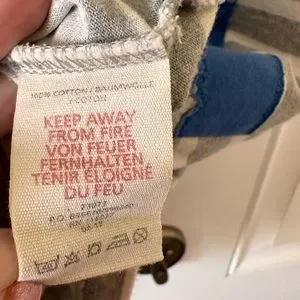 100% COTTON / BAUMWOLLE
/ COTON
KEEP AWAY
FROM FIRE
VON FEUER
FERNHALTEN
TENIR ÉLOIGNÉ
DU FEU
P.O.